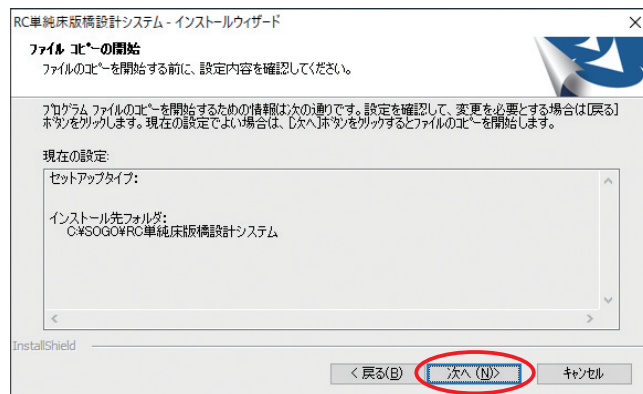 RC単純床版橋設計システム - インストールウィザード
ファイル コピーの開始
ファイルのコピーを開始する前に、設定内容を確認してください。
プログラム ファイルのコピーを開始するための情報は次の通りです。設定を確認して、変更を必要とする場合は[戻る]
ボタンをクリックします。現在の設定でよい場合は、[次へ]ボタンをクリックするとファイルのコピーを開始します。
現在の設定:
セットアップタイプ:
インストール先フォルダ:
C:¥SOGO¥RC単純床版橋設計システム
InstallShield
< 戻る(B)
次へ (N)>
キャンセル